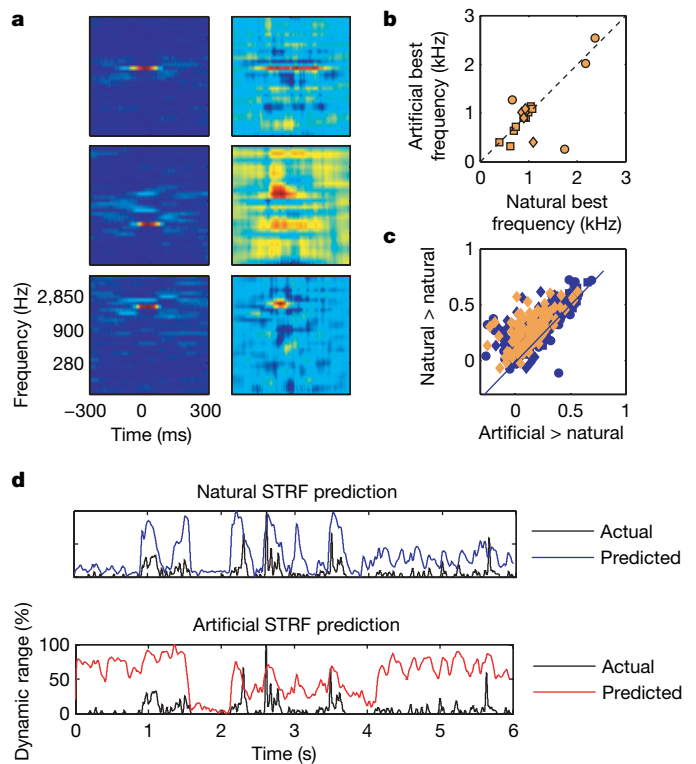 a
Frequency (Hz)
2,850
900
280
−300
0
300
Time (ms)
b
Artificial best
frequency (kHz)
3
2
1
0
0
1
2
3
Natural best
frequency (kHz)
c
Natural > natural
1
0.5
0
0
0.5
1
Artificial > natural
d
Natural STRF prediction
Actual
Predicted
Artificial STRF prediction
Dynamic range (%)
100
50
0
0
1
2
3
4
5
6
Time (s)
Actual
Predicted